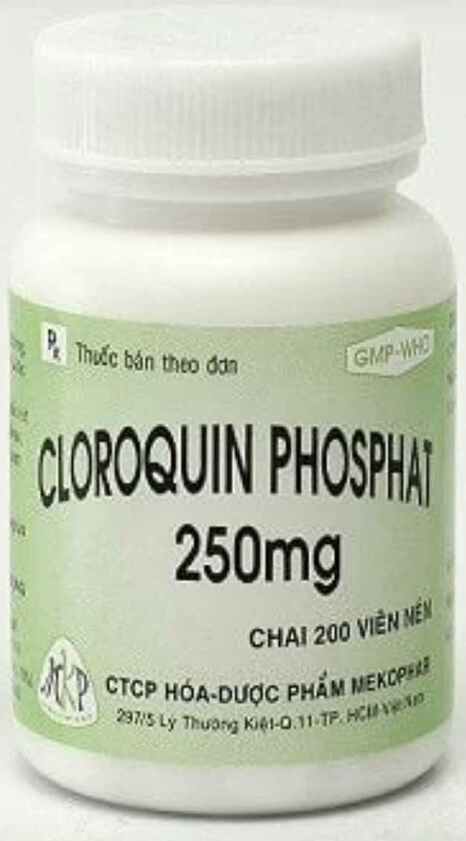 Rx Thuốc bán theo đơn
GMP-WHO
CLOROQUIN PHOSPHAT
250mg
CHAI 200 VIÊN NÉN
MKP
CTCP HÓA-DƯỢC PHẨM MEKOPHAR
297/5 Lý Thường Kiệt-Q.11-TP. HCM-Việt Nam